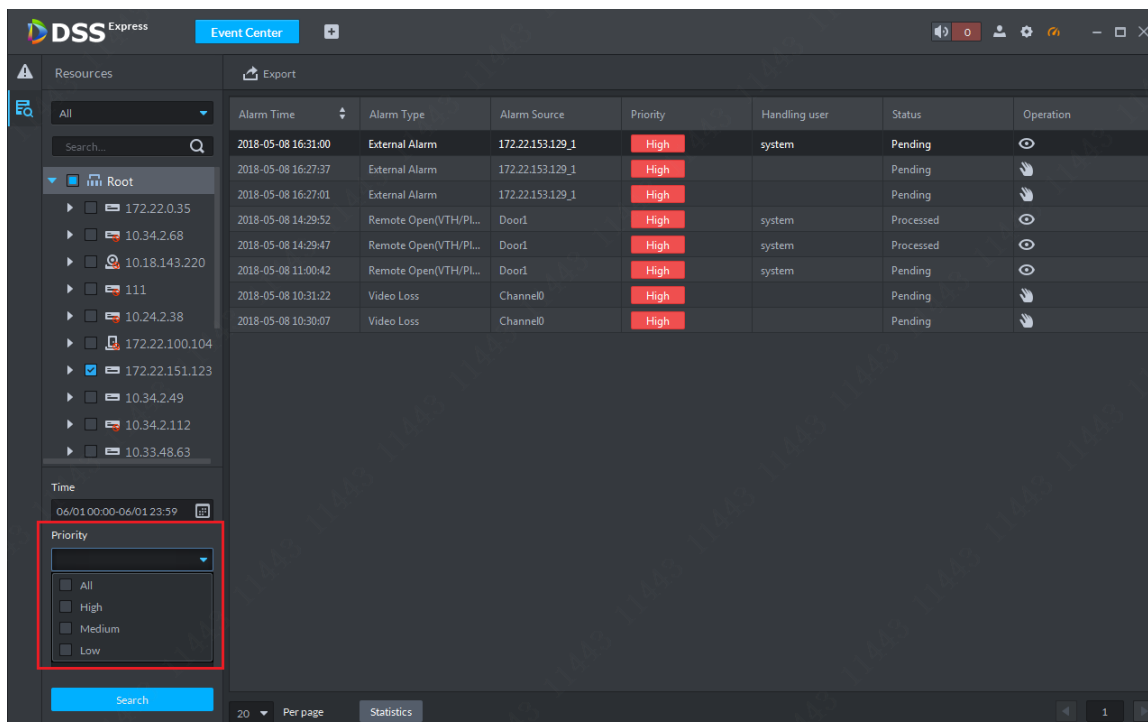 DSS Express
Event Center
0
Resources
Export
All
Search...
Root
172.22.0.35
10.34.2.68
10.18.143.220
111
10.24.2.38
172.22.100.104
172.22.151.123
10.34.2.49
10.34.2.112
10.33.48.63
Time
06/01 00:00-06/01 23:59
Priority
All
High
Medium
Low
Search
Alarm Time Alarm Type Alarm Source Priority Handling user Status Operation
2018-05-08 16:31:00 External Alarm 172.22.153.129_1 High system Pending
2018-05-08 16:27:37 External Alarm 172.22.153.129_1 High Pending
2018-05-08 16:27:01 External Alarm 172.22.153.129_1 High Pending
2018-05-08 14:29:52 Remote Open(VTH/PI... Door1 High system Processed
2018-05-08 14:29:47 Remote Open(VTH/PI... Door1 High system Processed
2018-05-08 11:00:42 Remote Open(VTH/PI... Door1 High system Pending
2018-05-08 10:31:22 Video Loss Channel0 High Pending
2018-05-08 10:30:07 Video Loss Channel0 High Pending
20 Per page Statistics 1